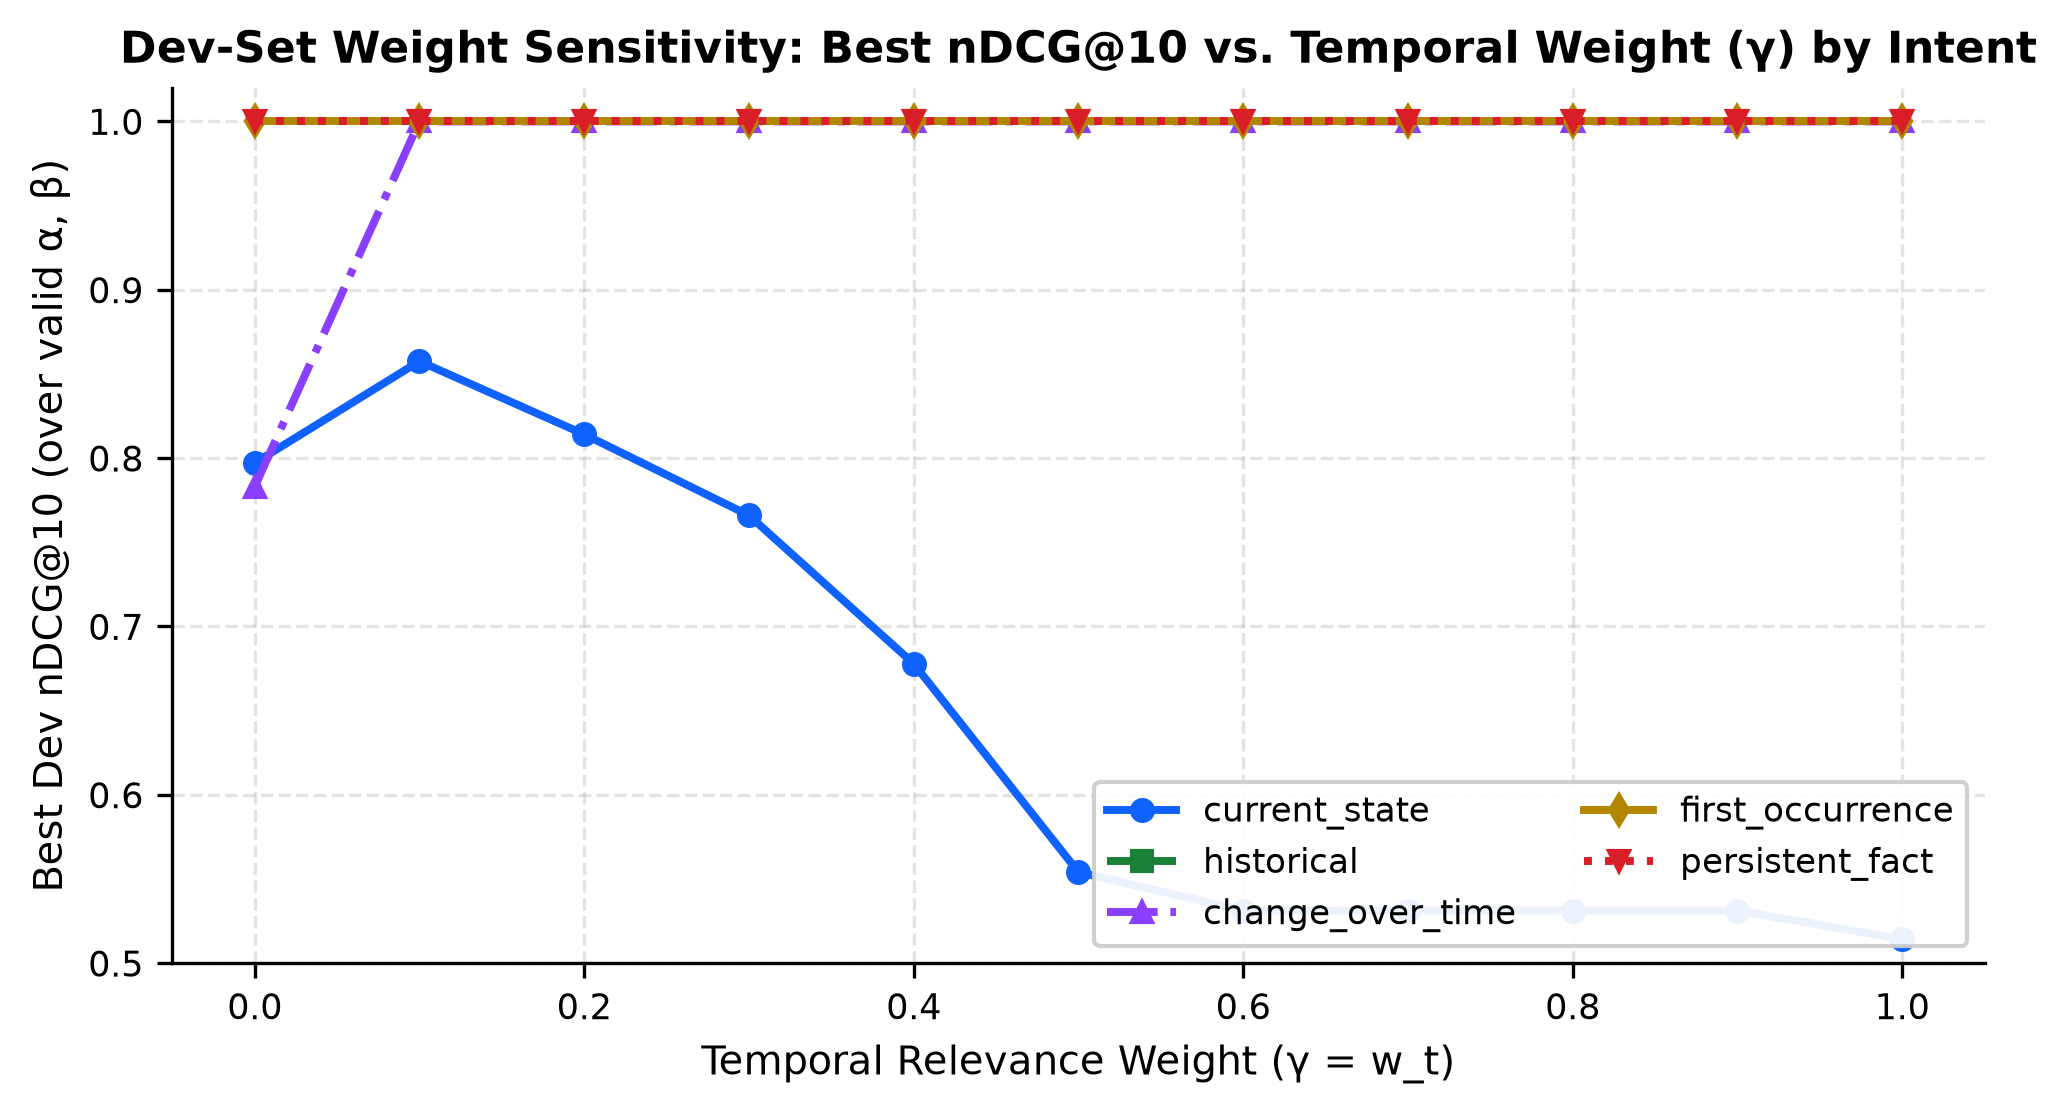 Dev-Set Weight Sensitivity: Best nDCG@10 vs. Temporal Weight (γ) by Intent
Best Dev nDCG@10 (over valid α, β)
1.0
0.9
0.8
0.7
0.6
0.5
0.0
0.2
0.4
0.6
0.8
1.0
Temporal Relevance Weight (γ = w_t)
current_state
historical
change_over_time
first_occurrence
persistent_fact